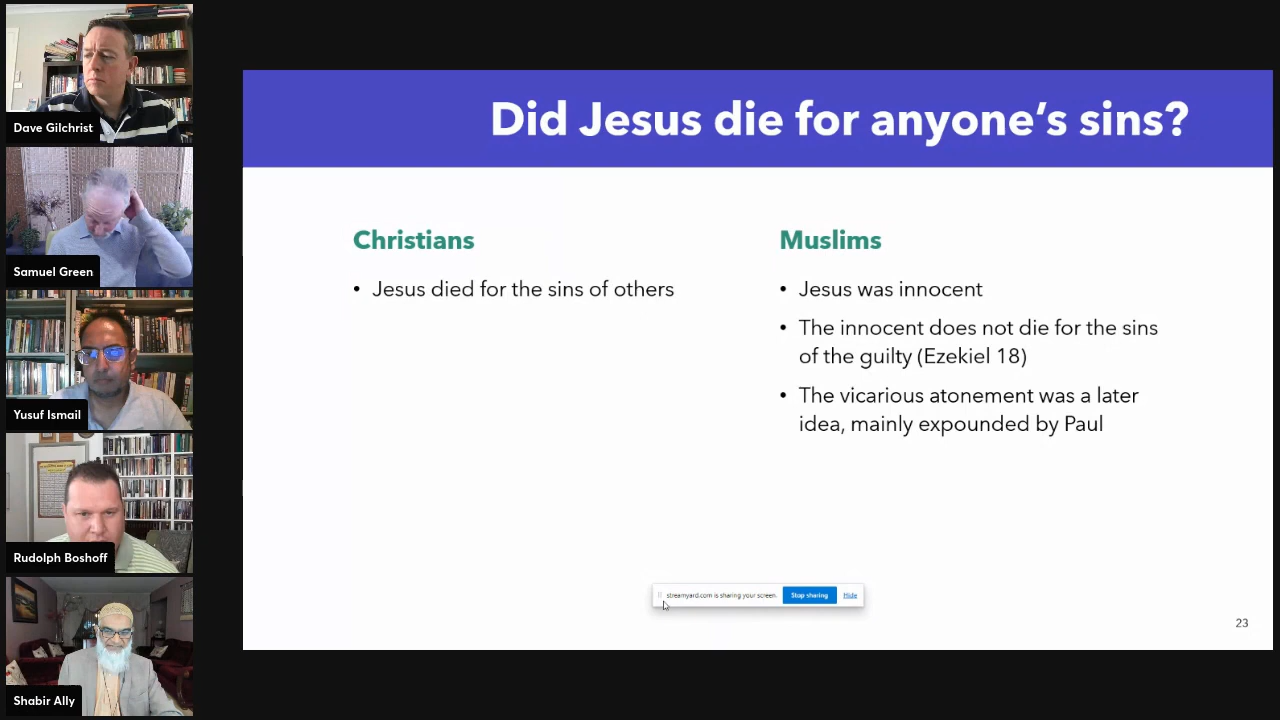 Dave Gilchrist
Samuel Green
Yusuf Ismail
Rudolph Boshoff
Shabir Ally
Did Jesus die for anyone's sins?
Christians
• Jesus died for the sins of others
Muslims
• Jesus was innocent
• The innocent does not die for the sins
of the guilty (Ezekiel 18)
• The vicarious atonement was a later
idea, mainly expounded by Paul
streamyard.com is sharing your screen.
Stop sharing
Hide
23